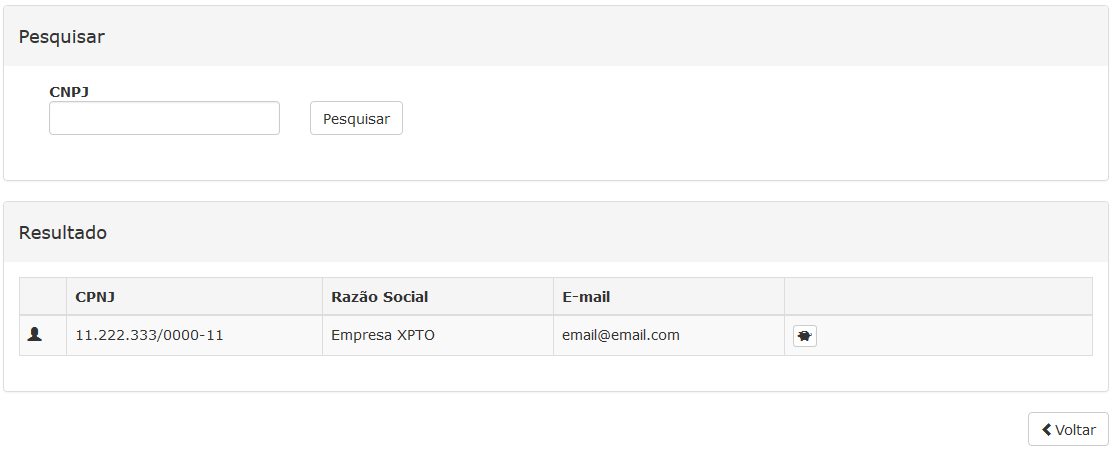 Pesquisar
CNPJ
Pesquisar
Resultado
CPNJ Razão Social E-mail
11.222.333/0000-11 Empresa XPTO email@email.com
Voltar